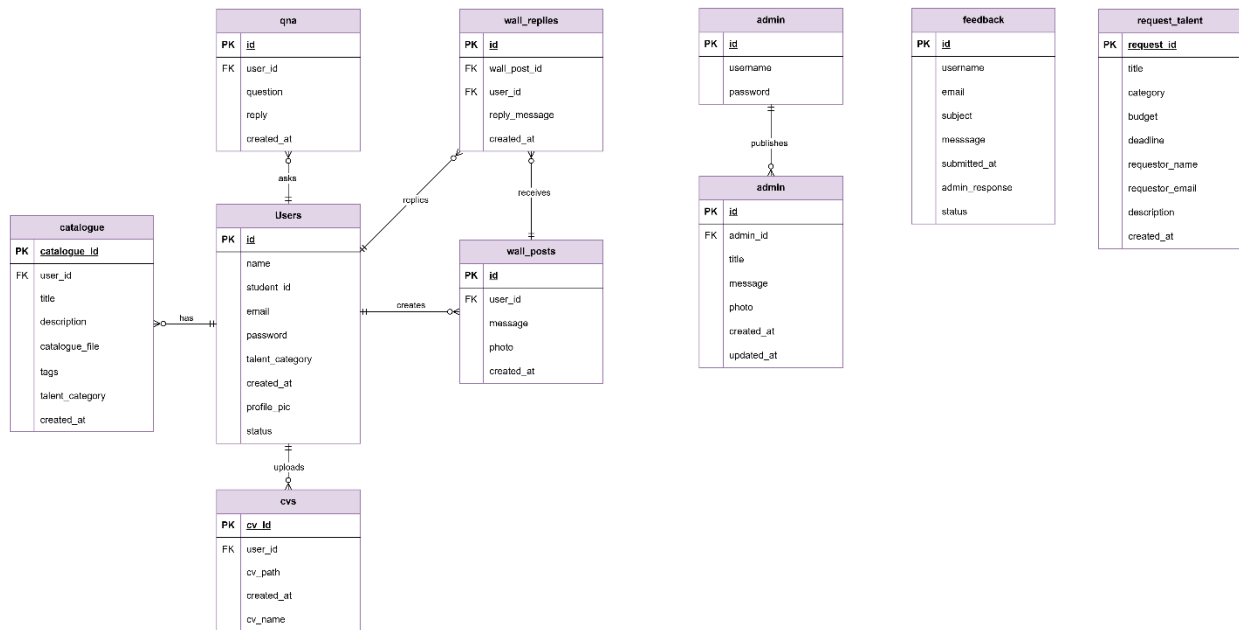 qna
PK id
FK user_id
question
reply
created_at
wall_replies
PK id
FK wall_post_id
FK user_id
reply_message
created_at
admin
PK id
username
password
feedback
PK id
username
email
subject
messsage
submitted_at
admin_response
status
request_talent
PK request_id
title
category
budget
deadline
requestor_name
requestor_email
description
created_at
asks
replies
receives
publishes
catalogue
PK catalogue_id
FK user_id
title
description
catalogue_file
tags
talent_category
created_at
has
Users
PK id
name
student_id
email
password
talent_category
created_at
profile_pic
status
creates
wall_posts
PK id
FK user_id
message
photo
created_at
admin
PK id
FK admin_id
title
message
photo
created_at
updated_at
uploads
cvs
PK cv_id
FK user_id
cv_path
created_at
cv_name